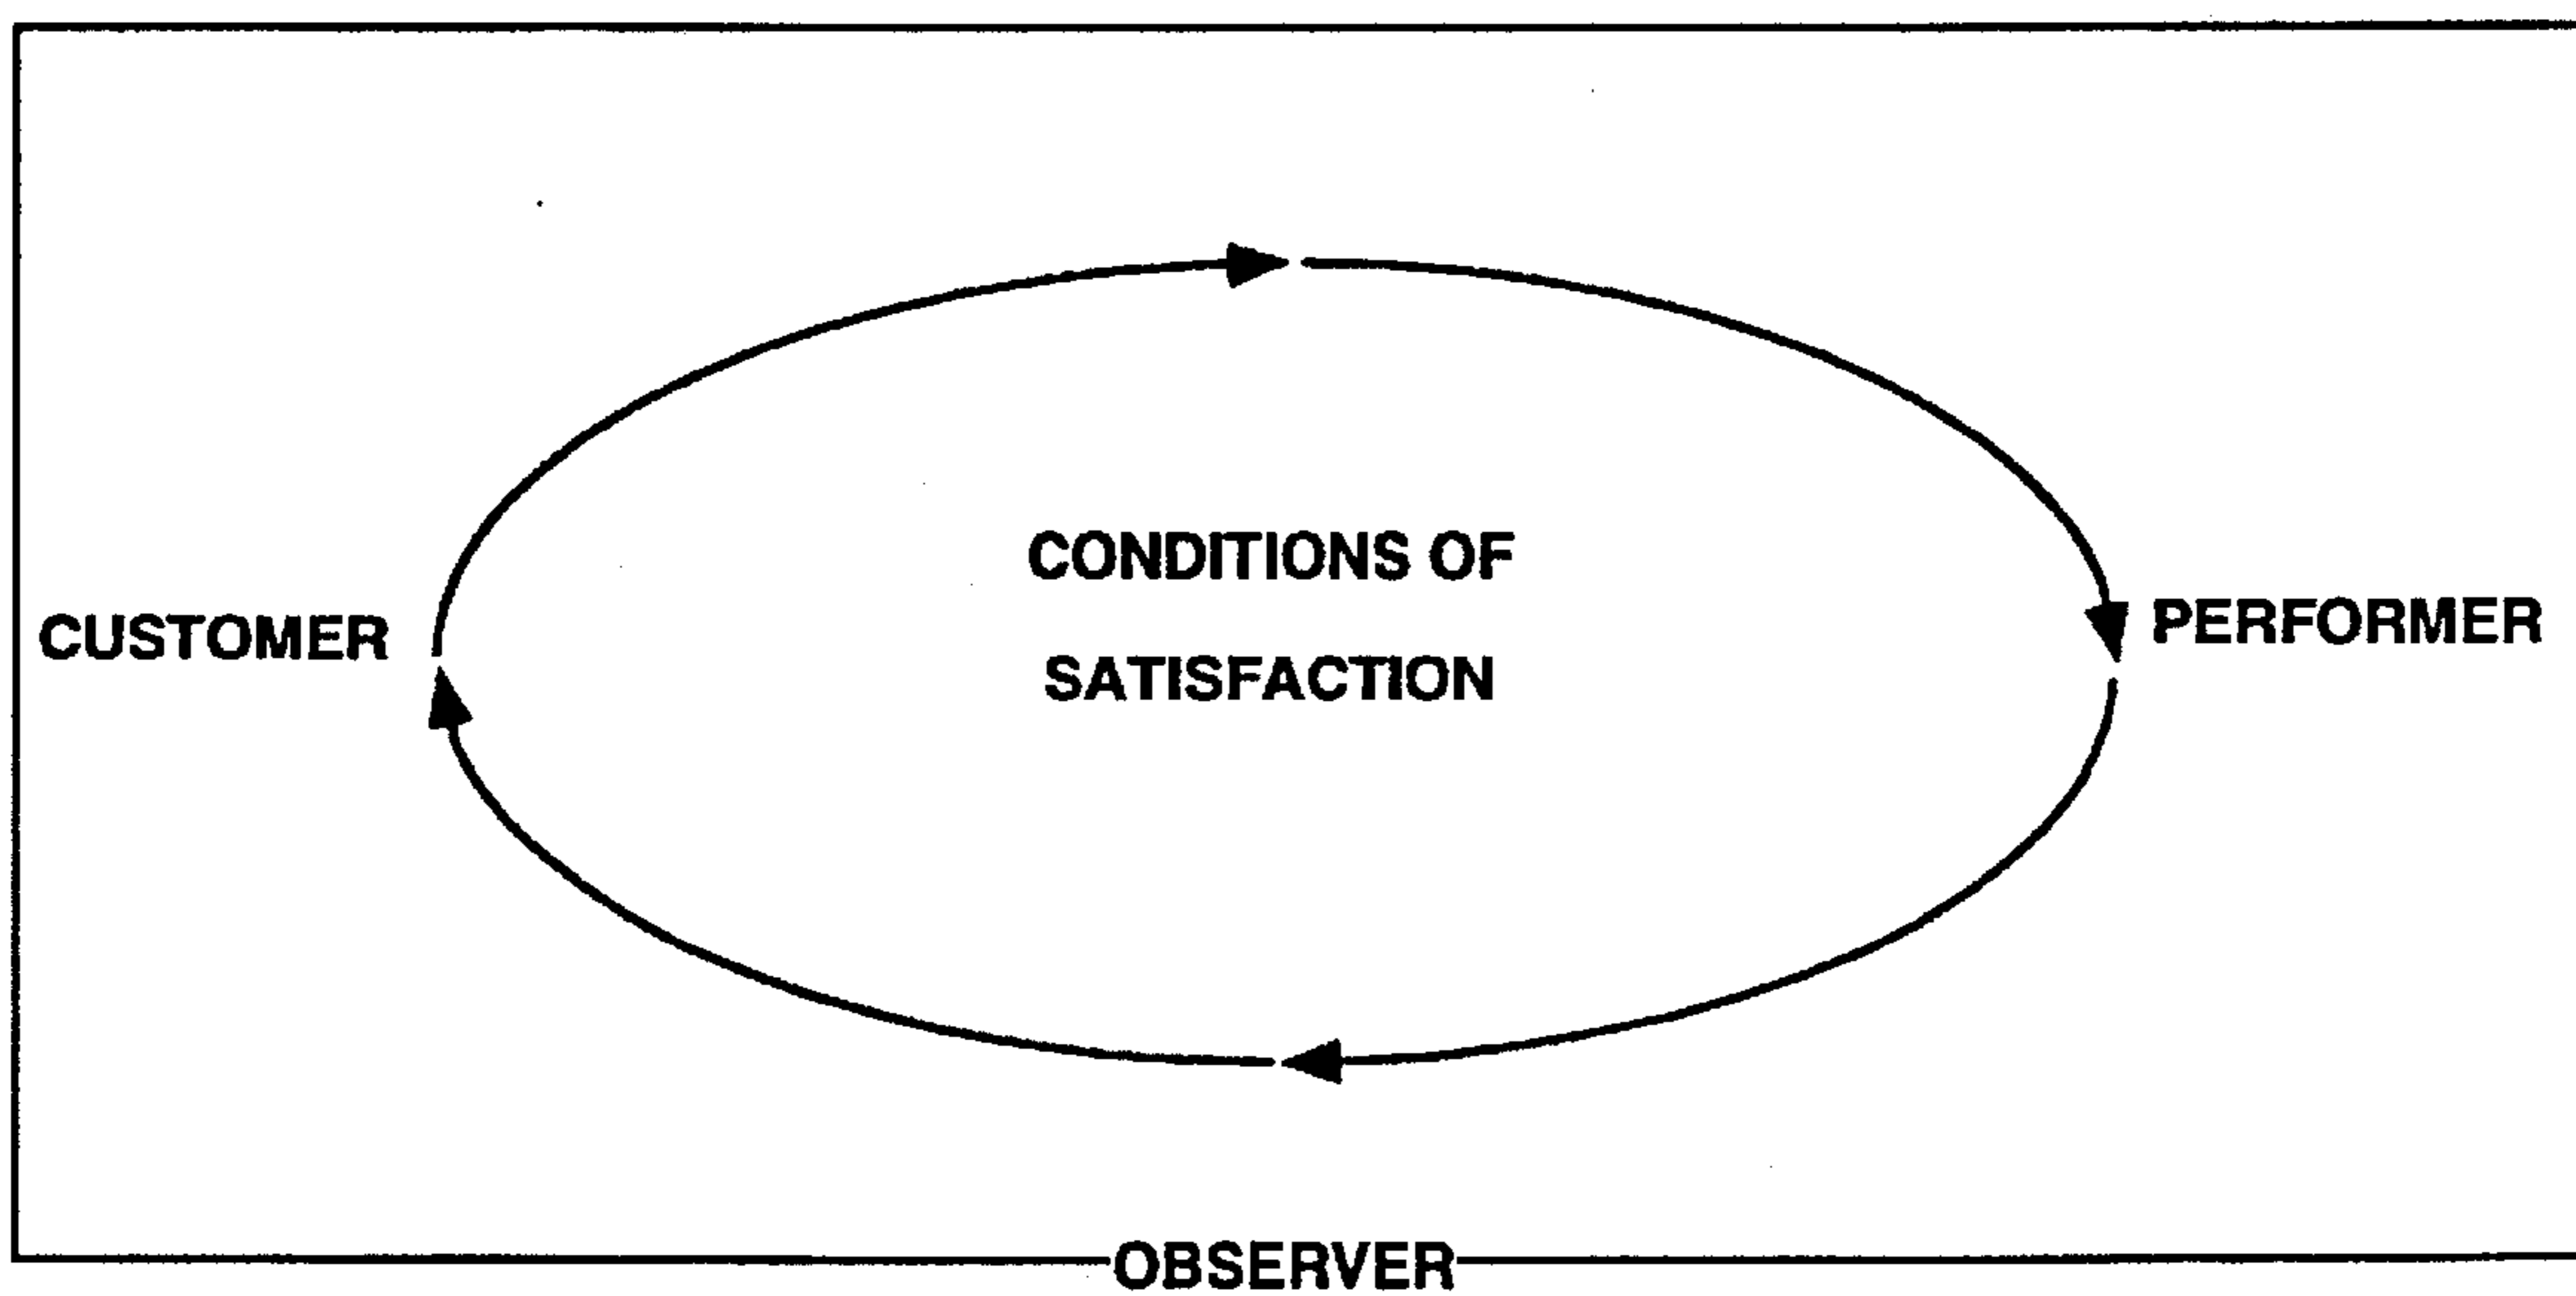 CONDITIONS OF
CUSTOMER
PERFORMER
SATISFACTION
OBSERVER